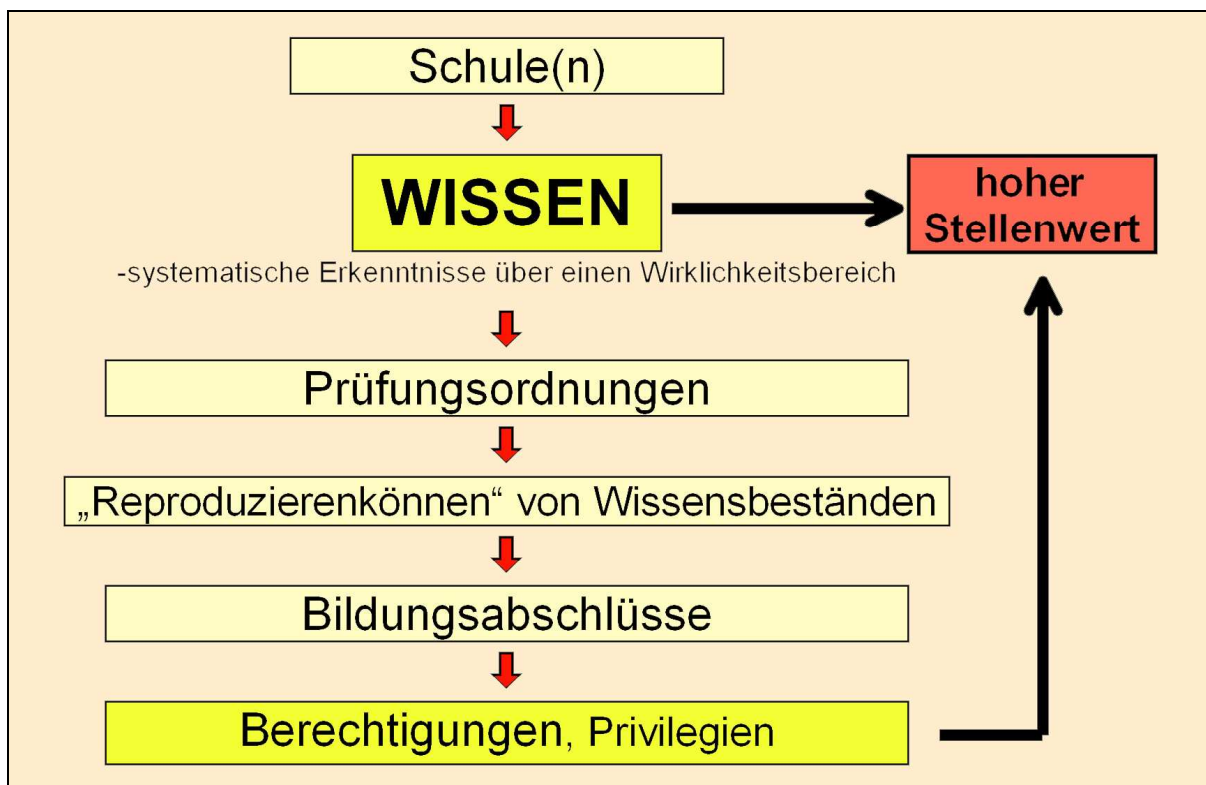 Schule(n)
WISSEN
hoher
Stellenwert
-systematische Erkenntnisse über einen Wirklichkeitsbereich
Prüfungsordnungen
„Reproduzierenkönnen“ von Wissensbeständen
Bildungsabschlüsse
Berechtigungen, Privilegien